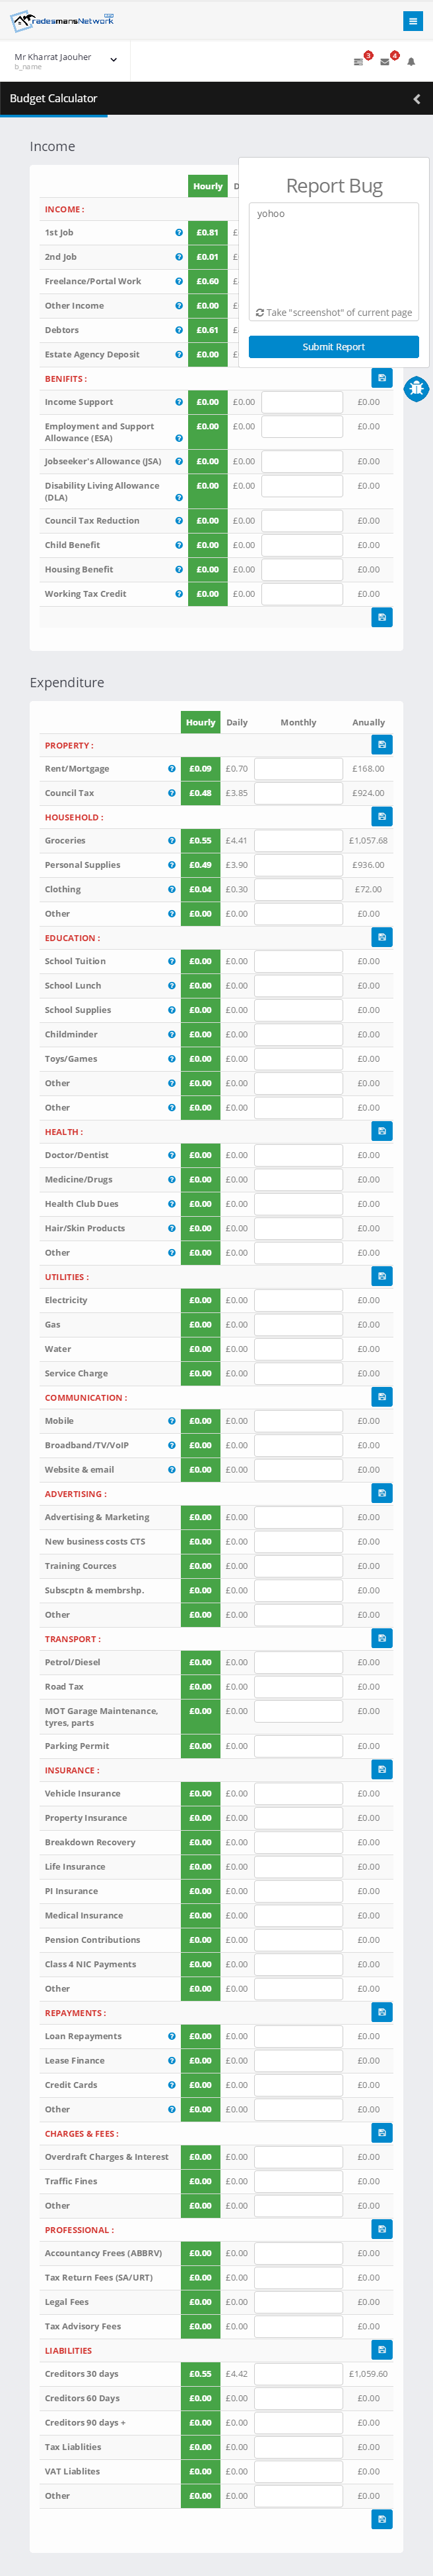 TradesmansNetwork
Mr Kharrat Jaouher
b_name
3
4
Budget Calculator
Income
Hourly D
Report Bug
yohoo
Take "screenshot" of current page
Submit Report
INCOME :
1st Job £0.81
2nd Job £0.01
Freelance/Portal Work £0.60
Other Income £0.00
Debtors £0.61
Estate Agency Deposit £0.00
BENIFITS :
Income Support £0.00 £0.00 £0.00
Employment and Support £0.00 £0.00 £0.00
Allowance (ESA)
Jobseeker's Allowance (JSA) £0.00 £0.00 £0.00
Disability Living Allowance £0.00 £0.00 £0.00
(DLA)
Council Tax Reduction £0.00 £0.00 £0.00
Child Benefit £0.00 £0.00 £0.00
Housing Benefit £0.00 £0.00 £0.00
Working Tax Credit £0.00 £0.00 £0.00
Expenditure
Hourly Daily Monthly Anually
PROPERTY :
Rent/Mortgage £0.09 £0.70 £168.00
Council Tax £0.48 £3.85 £924.00
HOUSEHOLD :
Groceries £0.55 £4.41 £1,057.68
Personal Supplies £0.49 £3.90 £936.00
Clothing £0.04 £0.30 £72.00
Other £0.00 £0.00 £0.00
EDUCATION :
School Tuition £0.00 £0.00 £0.00
School Lunch £0.00 £0.00 £0.00
School Supplies £0.00 £0.00 £0.00
Childminder £0.00 £0.00 £0.00
Toys/Games £0.00 £0.00 £0.00
Other £0.00 £0.00 £0.00
Other £0.00 £0.00 £0.00
HEALTH :
Doctor/Dentist £0.00 £0.00 £0.00
Medicine/Drugs £0.00 £0.00 £0.00
Health Club Dues £0.00 £0.00 £0.00
Hair/Skin Products £0.00 £0.00 £0.00
Other £0.00 £0.00 £0.00
UTILITIES :
Electricity £0.00 £0.00 £0.00
Gas £0.00 £0.00 £0.00
Water £0.00 £0.00 £0.00
Service Charge £0.00 £0.00 £0.00
COMMUNICATION :
Mobile £0.00 £0.00 £0.00
Broadband/TV/VoIP £0.00 £0.00 £0.00
Website & email £0.00 £0.00 £0.00
ADVERTISING :
Advertising & Marketing £0.00 £0.00 £0.00
New business costs CTS £0.00 £0.00 £0.00
Training Cources £0.00 £0.00 £0.00
Subscptn & membrshp. £0.00 £0.00 £0.00
Other £0.00 £0.00 £0.00
TRANSPORT :
Petrol/Diesel £0.00 £0.00 £0.00
Road Tax £0.00 £0.00 £0.00
MOT Garage Maintenance, £0.00 £0.00 £0.00
tyres, parts
Parking Permit £0.00 £0.00 £0.00
INSURANCE :
Vehicle Insurance £0.00 £0.00 £0.00
Property Insurance £0.00 £0.00 £0.00
Breakdown Recovery £0.00 £0.00 £0.00
Life Insurance £0.00 £0.00 £0.00
PI Insurance £0.00 £0.00 £0.00
Medical Insurance £0.00 £0.00 £0.00
Pension Contributions £0.00 £0.00 £0.00
Class 4 NIC Payments £0.00 £0.00 £0.00
Other £0.00 £0.00 £0.00
REPAYMENTS :
Loan Repayments £0.00 £0.00 £0.00
Lease Finance £0.00 £0.00 £0.00
Credit Cards £0.00 £0.00 £0.00
Other £0.00 £0.00 £0.00
CHARGES & FEES :
Overdraft Charges & Interest £0.00 £0.00 £0.00
Traffic Fines £0.00 £0.00 £0.00
Other £0.00 £0.00 £0.00
PROFESSIONAL :
Accountancy Frees (ABBRV) £0.00 £0.00 £0.00
Tax Return Fees (SA/URT) £0.00 £0.00 £0.00
Legal Fees £0.00 £0.00 £0.00
Tax Advisory Fees £0.00 £0.00 £0.00
LIABILITIES
Creditors 30 days £0.55 £4.42 £1,059.60
Creditors 60 Days £0.00 £0.00 £0.00
Creditors 90 days + £0.00 £0.00 £0.00
Tax Liablities £0.00 £0.00 £0.00
VAT Liablites £0.00 £0.00 £0.00
Other £0.00 £0.00 £0.00